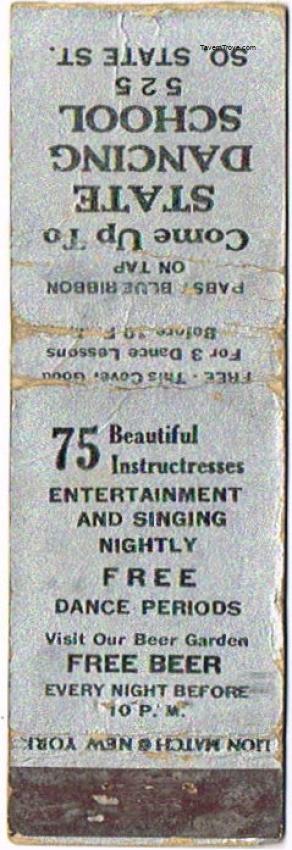 TavernTrove.com
Come Up To
STATE
DANCING
SCHOOL
525
SO. STATE ST.
PABST BLUE RIBBON
ON TAP
FREE - This Cover, Good
For 3 Dance Lessons
Before 10 P.
75 Beautiful
Instructresses
ENTERTAINMENT
AND SINGING
NIGHTLY
FREE
DANCE PERIODS
Visit Our Beer Garden
FREE BEER
EVERY NIGHT BEFORE
10 P. M.
LION MATCH © NEW YORK